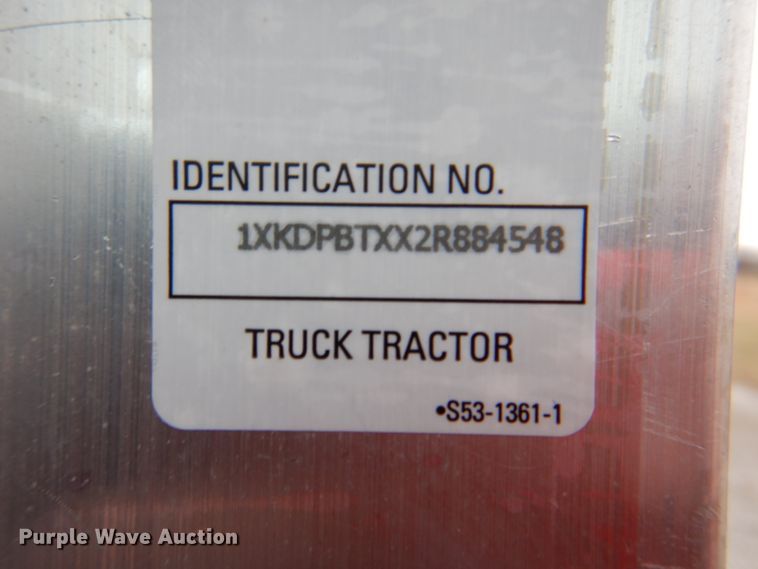 IDENTIFICATION NO.
1XKDPBTXX2R884548
TRUCK TRACTOR
•S53-1361-1
Purple Wave Auction